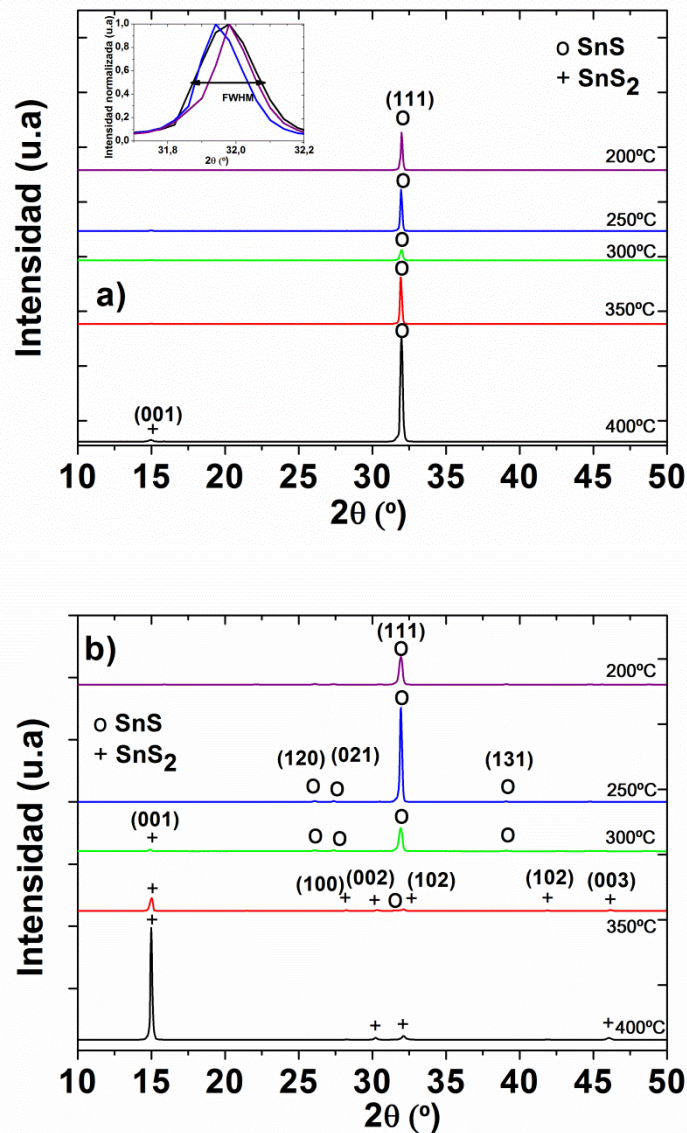 Intensidad (u.a)
Intensidad normalizada (u.a)
1,0
0,8
0,6
0,4
0,2
0,0
FWHM
31,8 32,0 32,2
2θ (º)
O SnS
+ SnS2
(111)
O
200ºC
O
250ºC
O
300ºC
a)
O
350ºC
O
(001)
+
400ºC
10 15 20 25 30 35 40 45 50
2θ (º)
Intensidad (u.a)
b)
(111)
O
200ºC
O SnS
+ SnS2
O
(120) (021) (131)
O O O
250ºC
(001)
O
+ O O O
300ºC
(100) (002) (102) (102) (003)
+ + + O + + +
350ºC
+ + + +
400ºC
10 15 20 25 30 35 40 45 50
2θ (º)